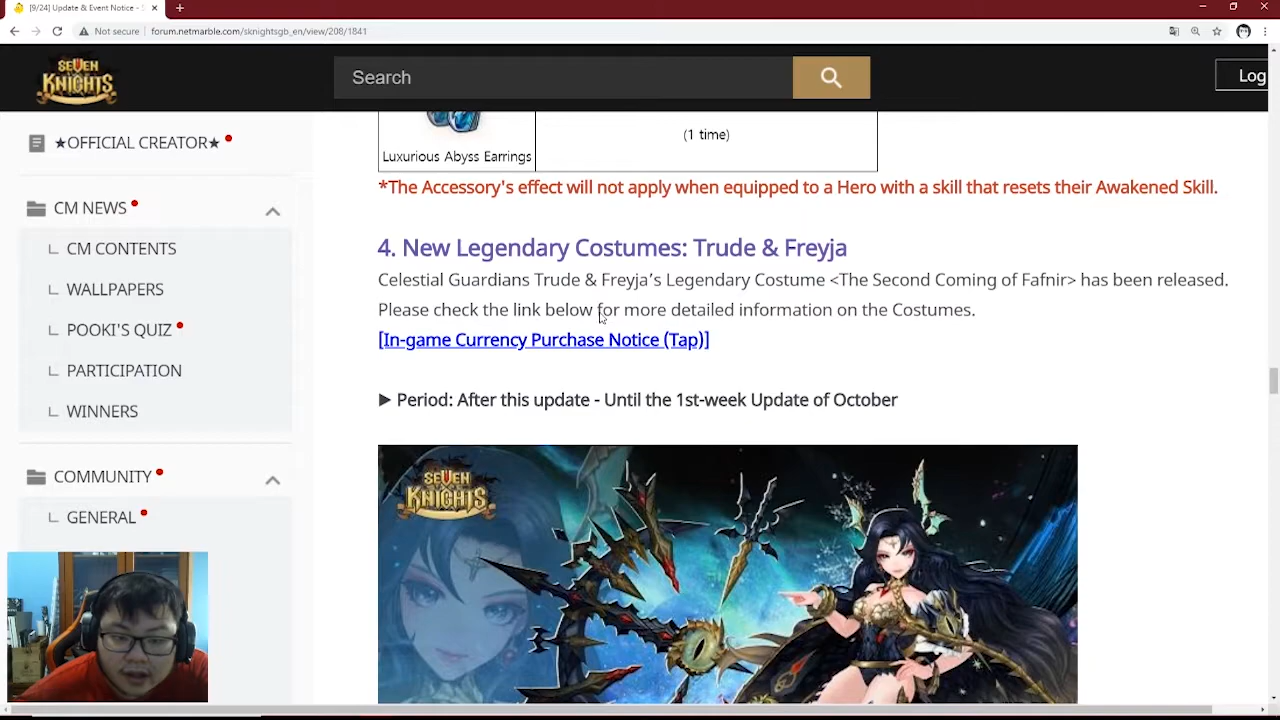 [9/24] Update & Event Notice - S
Not secure
forum.netmarble.com/sknightsgb_en/view/208/1841
SEVEN
KNIGHTS
Search
Log
★OFFICIAL CREATOR★
CM NEWS
CM CONTENTS
WALLPAPERS
POOKI'S QUIZ
PARTICIPATION
WINNERS
COMMUNITY
GENERAL
Luxurious Abyss Earrings
(1 time)
*The Accessory's effect will not apply when equipped to a Hero with a skill that resets their Awakened Skill.
4. New Legendary Costumes: Trude & Freyja
Celestial Guardians Trude & Freyja's Legendary Costume <The Second Coming of Fafnir> has been released.
Please check the link below for more detailed information on the Costumes.
[In-game Currency Purchase Notice (Tap)]
▶ Period: After this update - Until the 1st-week Update of October
SEVEN
KNIGHTS